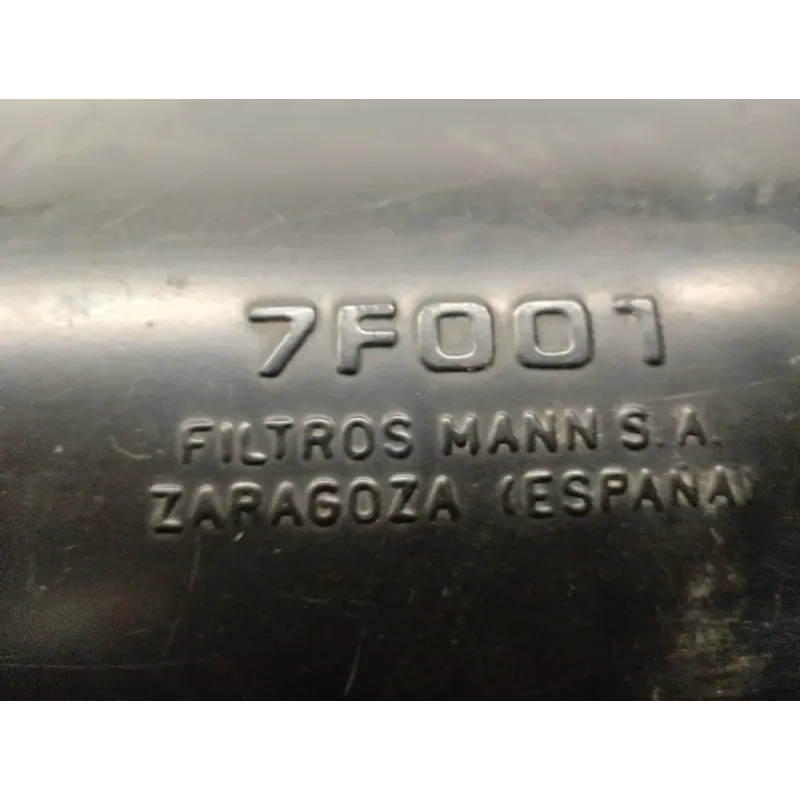 7F001
FILTROS MANN S.A.
ZARAGOZA (ESPAÑA)